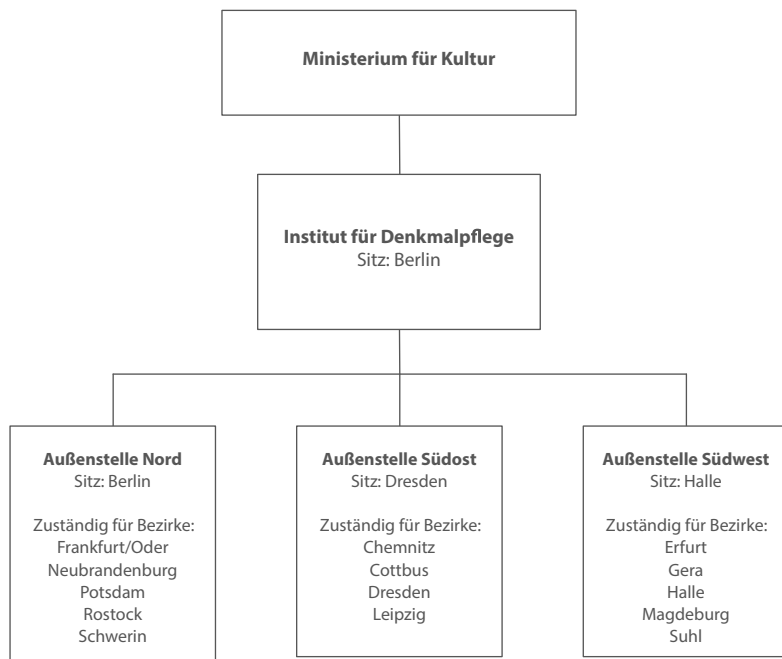 Ministerium für Kultur
Institut für Denkmalpflege
Sitz: Berlin
Außenstelle Nord
Sitz: Berlin
Zuständig für Bezirke:
Frankfurt/Oder
Neubrandenburg
Potsdam
Rostock
Schwerin
Außenstelle Südost
Sitz: Dresden
Zuständig für Bezirke:
Chemnitz
Cottbus
Dresden
Leipzig
Außenstelle Südwest
Sitz: Halle
Zuständig für Bezirke:
Erfurt
Gera
Halle
Magdeburg
Suhl